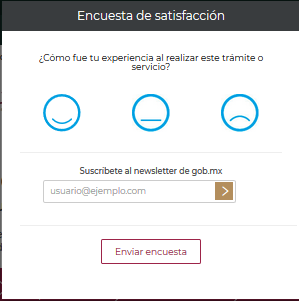 Encuesta de satisfacción
¿Cómo fue tu experiencia al realizar este trámite o
servicio?
Suscríbete al newsletter de gob.mx
usuario@ejemplo.com
Enviar encuesta